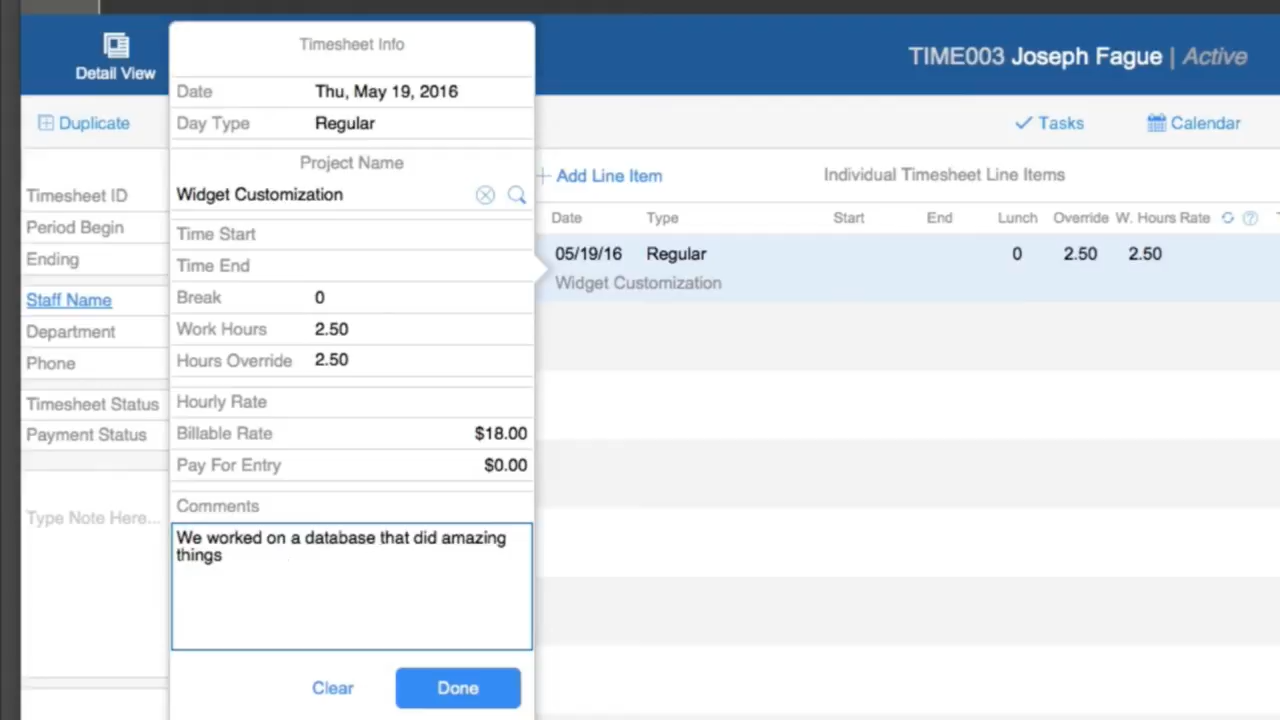 Detail View
TIME003 Joseph Fague | Active
Duplicate
Tasks
Calendar
Timesheet ID
Period Begin
Ending
Staff Name
Department
Phone
Timesheet Status
Payment Status
Type Note Here...
Timesheet Info
Date Thu, May 19, 2016
Day Type Regular
Project Name
Widget Customization
Time Start
Time End
Break 0
Work Hours 2.50
Hours Override 2.50
Hourly Rate
Billable Rate $18.00
Pay For Entry $0.00
Comments
We worked on a database that did amazing
things
Clear Done
Add Line Item Individual Timesheet Line Items
Date Type Start End Lunch Override W. Hours Rate
05/19/16 Regular 0 2.50 2.50
Widget Customization